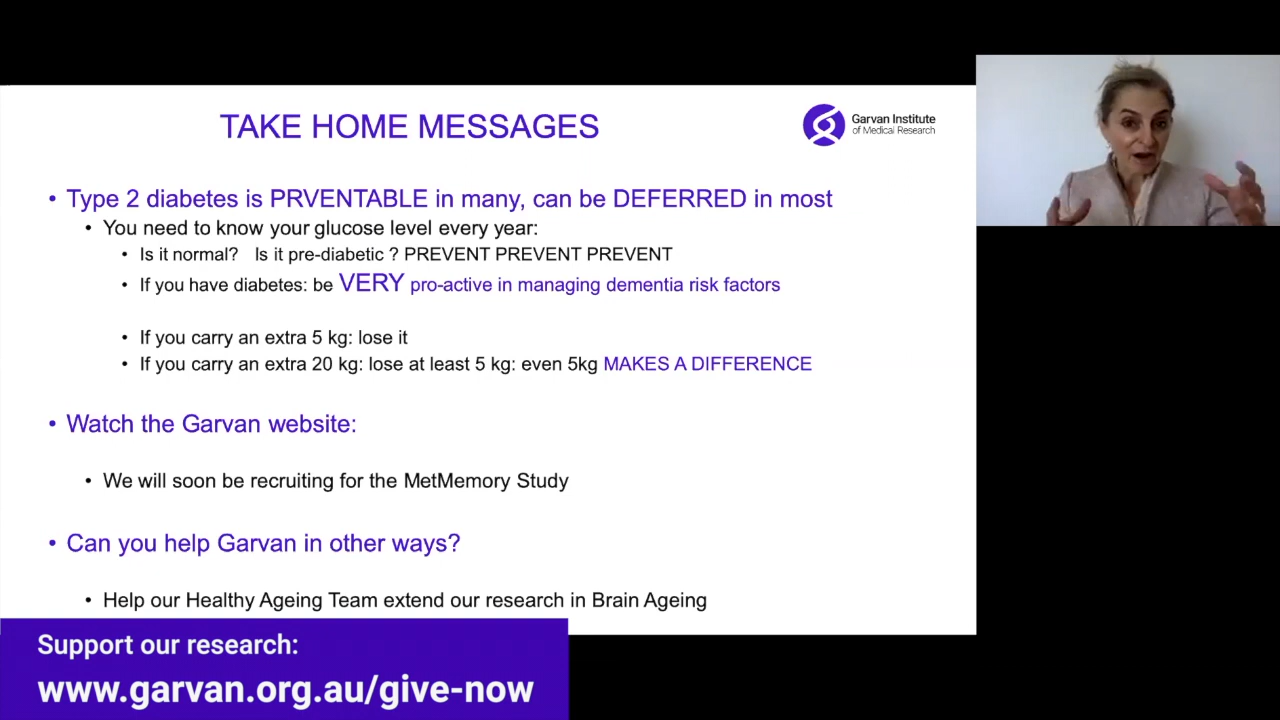 TAKE HOME MESSAGES
Garvan Institute
of Medical Research
• Type 2 diabetes is PRVENTABLE in many, can be DEFERRED in most
• You need to know your glucose level every year:
• Is it normal? Is it pre-diabetic ? PREVENT PREVENT PREVENT
• If you have diabetes: be VERY pro-active in managing dementia risk factors
• If you carry an extra 5 kg: lose it
• If you carry an extra 20 kg: lose at least 5 kg: even 5kg MAKES A DIFFERENCE
• Watch the Garvan website:
• We will soon be recruiting for the MetMemory Study
• Can you help Garvan in other ways?
• Help our Healthy Ageing Team extend our research in Brain Ageing
Support our research:
www.garvan.org.au/give-now